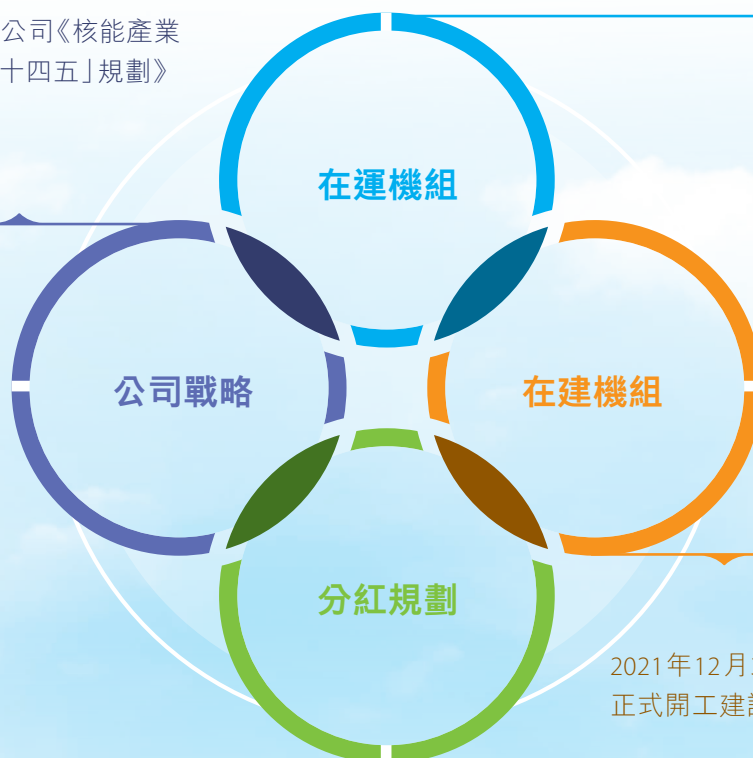 公司《核能產業
十四五」規劃》
在運機組
公司戰略
在建機組
分紅規劃
2021年12月
正式開工建